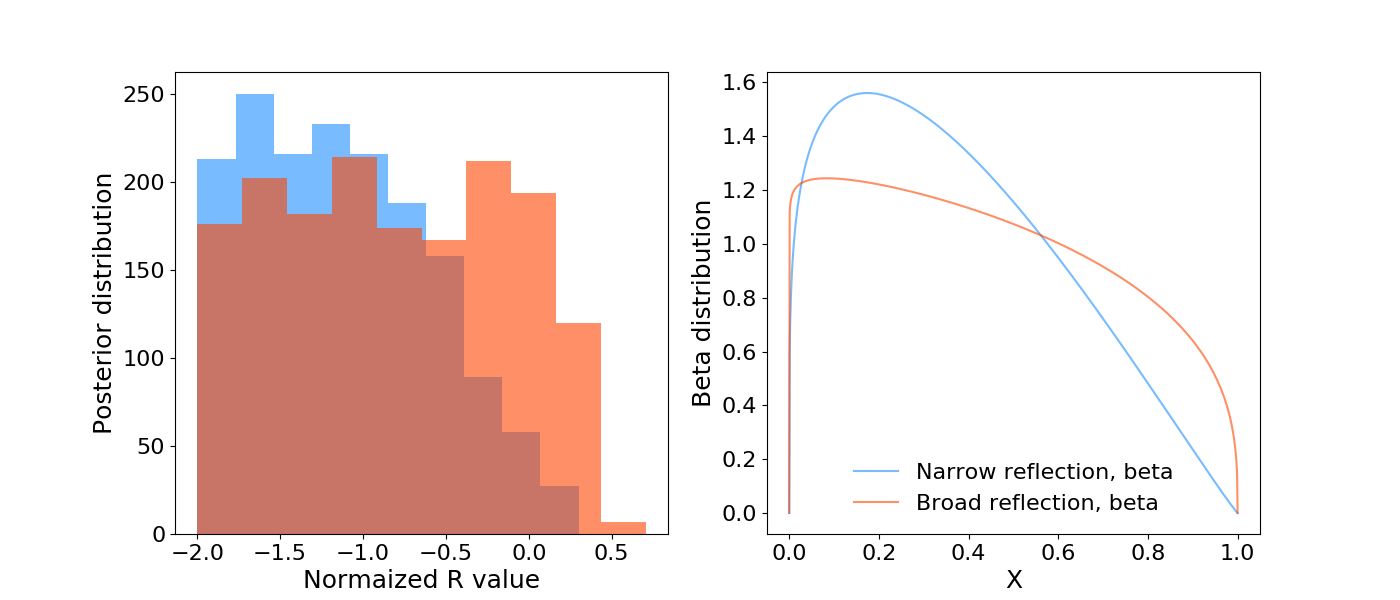 250
200
150
100
50
0
−2.0 −1.5 −1.0 −0.5 0.0 0.5
Normaized R value
Posterior distribution
1.6
1.4
1.2
1.0
0.8
0.6
0.4
0.2
0.0
0.0 0.2 0.4 0.6 0.8 1.0
X
Beta distribution
Narrow reflection, beta
Broad reflection, beta